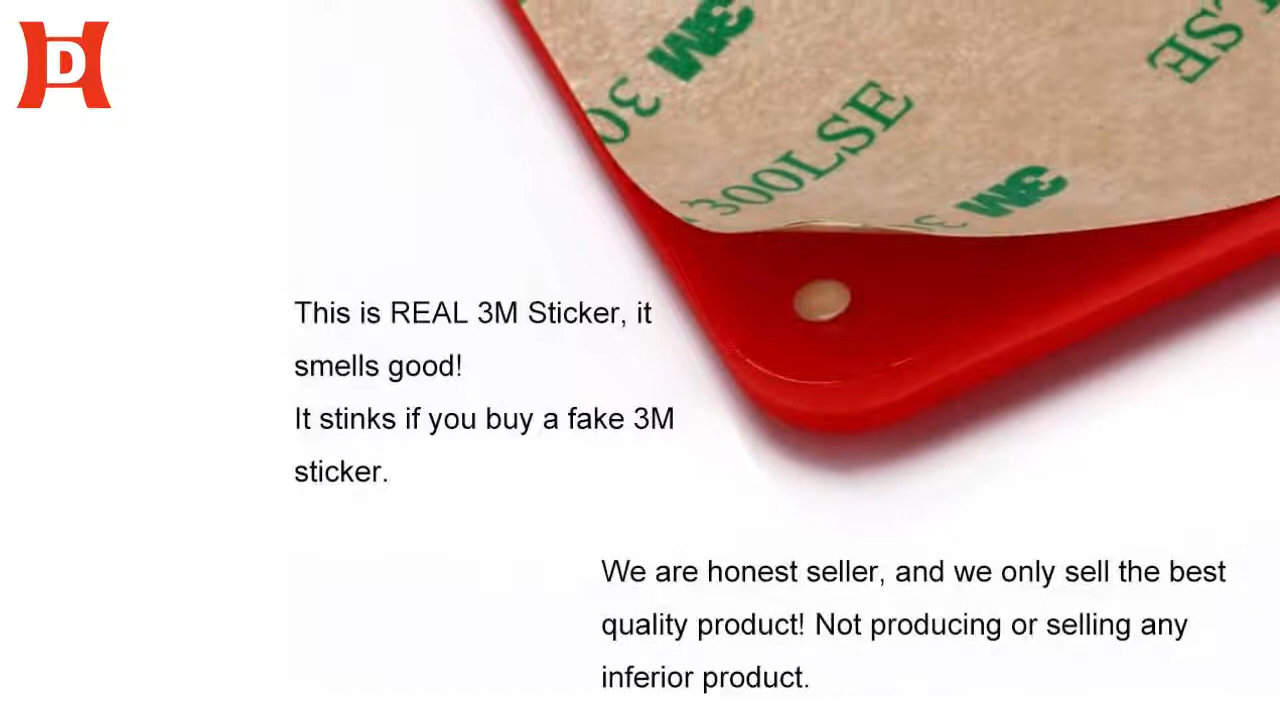 D
3M
30
LSE
300LSE
3M
This is REAL 3M Sticker, it
smells good!
It stinks if you buy a fake 3M
sticker.
We are honest seller, and we only sell the best
quality product! Not producing or selling any
inferior product.